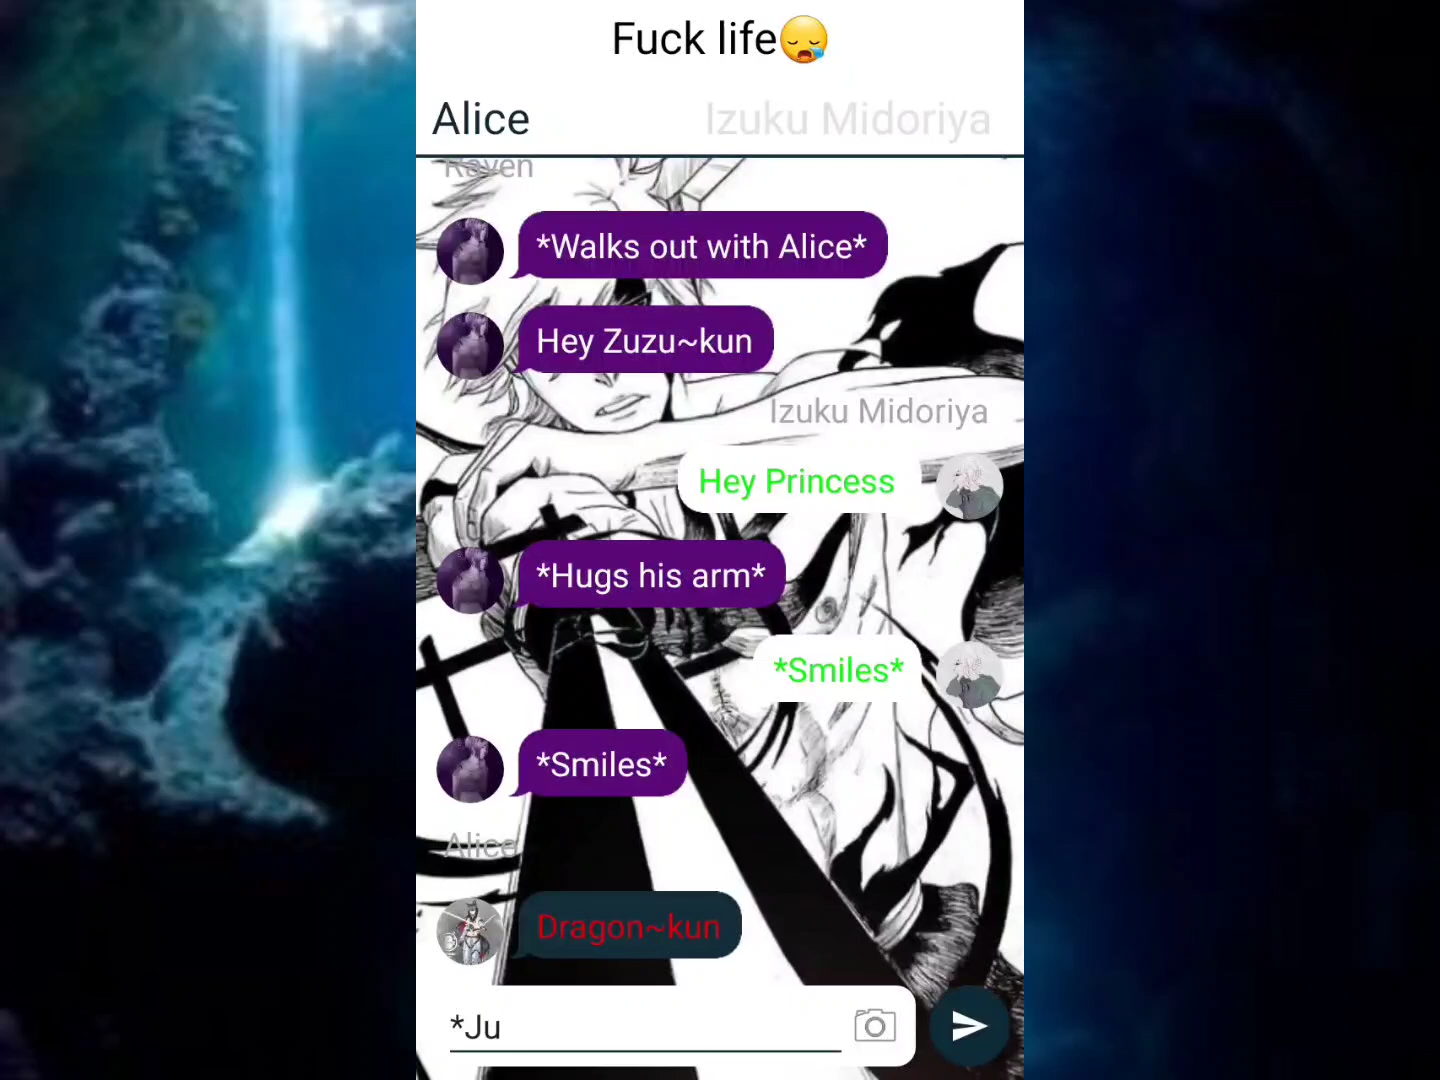 Fuck life😪
Alice
Izuku Midoriya
Raven
*Walks out with Alice*
Hey Zuzu~kun
Izuku Midoriya
Hey Princess
*Hugs his arm*
*Smiles*
*Smiles*
Alice
Dragon~kun
*Ju